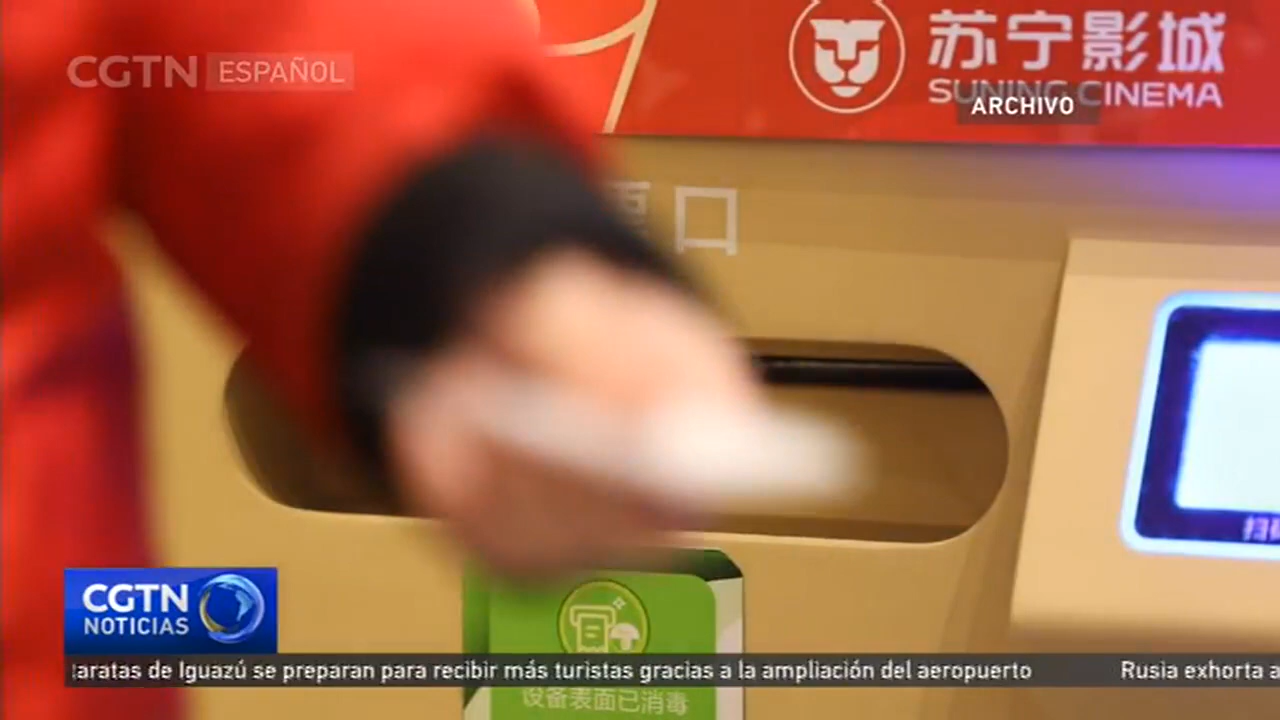 CGTN ESPAÑOL
苏宁影城
SUNING CINEMA
ARCHIVO
口
CGTN
NOTICIAS
aratas de Iguazú se preparan para recibir más turistas gracias a la ampliación del aeropuerto
Rusia exhorta a
设备表面已消毒